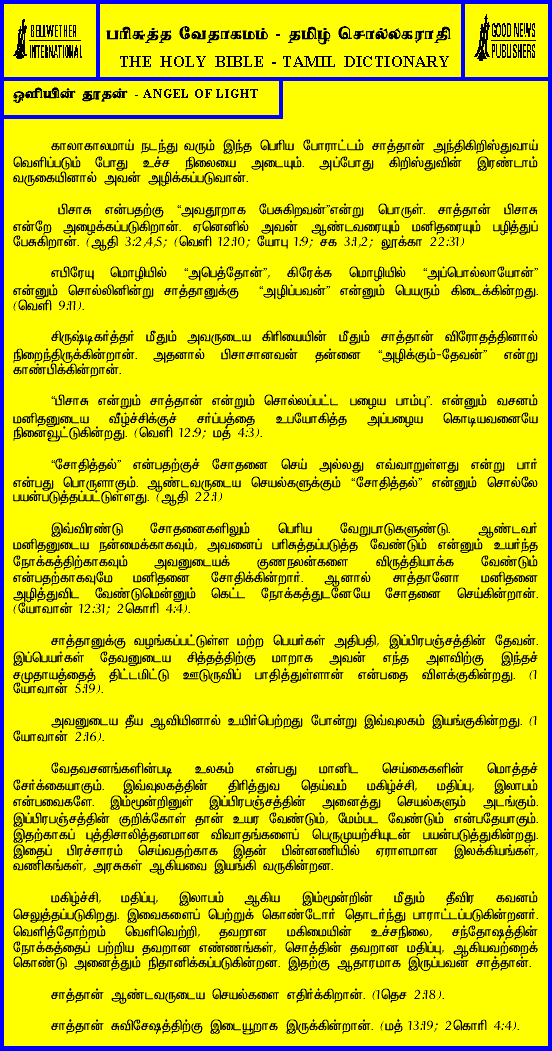 BELLWETHER
INTERNATIONAL
பரிசுத்த வேதாகமம் - தமிழ் சொல்லகராதி
THE HOLY BIBLE - TAMIL DICTIONARY
GOOD NEWS
PUBLISHERS
ஒளியின் தூதன் - ANGEL OF LIGHT
காலாகாலமாய் நடந்து வரும் இந்த பெரிய போராட்டம் சாத்தான் அந்திகிறிஸ்துவாய்
வெளிப்படும் போது உச்ச நிலையை அடையும். அப்போது கிறிஸ்துவின் இரண்டாம்
வருகையினால் அவன் அழிக்கப்படுவான்.
பிசாசு என்பதற்கு “அவதூறாக பேசுகிறவன்”என்று பொருள். சாத்தான் பிசாசு
என்றே அழைக்கப்படுகிறான். ஏனெனில் அவன் ஆண்டவரையும் மனிதரையும் பழித்துப்
பேசுகிறான். (ஆதி 3:2,4,5; (வெளி 12:10; யோபு 1:9; சக 3:1,2; லூக்கா 22:31)
எபிரேயு மொழியில் “அபெத்தோன்”, கிரேக்க மொழியில் “அப்பொல்லாயோன்”
என்னும் சொல்லினின்று சாத்தானுக்கு “அழிப்பவன்” என்னும் பெயரும் கிடைக்கின்றது.
(வெளி 9:11).
சிருஷ்டிகர்த்தர் மீதும் அவருடைய கிரியையின் மீதும் சாத்தான் விரோதத்தினால்
நிறைந்திருக்கின்றான். அதனால் பிசாசானவன் தன்னை “அழிக்கும்-தேவன்” என்று
காண்பிக்கின்றான்.
“பிசாசு என்றும் சாத்தான் என்றும் சொல்லப்பட்ட பழைய பாம்பு”. என்னும் வசனம்
மனிதனுடைய வீழ்ச்சிக்குச் சர்ப்பத்தை உபயோகித்த அப்பழைய கொடியவனையே
நினைவூட்டுகின்றது. (வெளி 12:9; மத் 4:3).
“சோதித்தல்” என்பதற்குச் சோதனை செய் அல்லது எவ்வாறுள்ளது என்று பார்
என்பது பொருளாகும். ஆண்டவருடைய செயல்களுக்கும் “சோதித்தல்” என்னும் சொல்லே
பயன்படுத்தப்பட்டுள்ளது. (ஆதி 22:1)
இவ்விரண்டு சோதனைகளிலும் பெரிய வேறுபாடுகளுண்டு. ஆண்டவர்
மனிதனுடைய நன்மைக்காகவும், அவனைப் பரிசுத்தப்படுத்த வேண்டும் என்னும் உயர்ந்த
நோக்கத்திற்காகவும் அவனுடையக் குணநலன்களை விருத்தியாக்க வேண்டும்
என்பதற்காகவுமே மனிதனை சோதிக்கின்றார். ஆனால் சாத்தானோ மனிதனை
அழித்துவிட வேண்டுமென்னும் கெட்ட நோக்கத்துடனேயே சோதனை செய்கின்றான்.
(யோவான் 12:31; 2கொரி 4:4).
சாத்தானுக்கு வழங்கப்பட்டுள்ள மற்ற பெயர்கள் அதிபதி, இப்பிரபஞ்சத்தின் தேவன்.
இப்பெயர்கள் தேவனுடைய சித்தத்திற்கு மாறாக அவன் எந்த அளவிற்கு இந்தச்
சமுதாயத்தைத் திட்டமிட்டு ஊடுருவிப் பாதித்துள்ளான் என்பதை விளக்குகின்றது. (1
யோவான் 5:19).
அவனுடைய தீய ஆவியினால் உயிர்பெற்றது போன்று இவ்வுலகம் இயங்குகின்றது. (1
யோவான் 2:16).
வேதவசனங்களின்படி உலகம் என்பது மானிட செய்கைகளின் மொத்தச்
சேர்க்கையாகும். இவ்வுலகத்தின் திரித்துவ தெய்வம் மகிழ்ச்சி, மதிப்பு, இலாபம்
என்பவைகளே. இம்மூன்றினுள் இப்பிரபஞ்சத்தின் அனைத்து செயல்களும் அடங்கும்.
இப்பிரபஞ்சத்தின் குறிக்கோள் தான் உயர வேண்டும், மேம்பட வேண்டும் என்பதேயாகும்.
இதற்காகப் புத்திசாலித்தனமான விவாதங்களைப் பெருமுயற்சியுடன் பயன்படுத்துகின்றது.
இதைப் பிரச்சாரம் செய்வதற்காக இதன் பின்னணியில் ஏராளமான இலக்கியங்கள்,
வணிகங்கள், அரசுகள் ஆகியவை இயங்கி வருகின்றன.
மகிழ்ச்சி, மதிப்பு, இலாபம் ஆகிய இம்மூன்றின் மீதும் தீவிர கவனம்
செலுத்தப்படுகிறது. இவைகளைப் பெற்றுக் கொண்டோர் தொடர்ந்து பாராட்டப்படுகின்றனர்.
வெளித்தோற்றம் வெளிவெற்றி, தவறான மகிமையின் உச்சநிலை, சந்தோஷத்தின்
நோக்கத்தைப் பற்றிய தவறான எண்ணங்கள், சொத்தின் தவறான மதிப்பு, ஆகியவற்றைக்
கொண்டு அனைத்தும் நிதானிக்கப்படுகின்றன. இதற்கு ஆதாரமாக இருப்பவன் சாத்தான்.
சாத்தான் ஆண்டவருடைய செயல்களை எதிர்க்கிறான். (1தெச 2:18).
சாத்தான் சுவிசேஷத்திற்கு இடையூறாக இருக்கின்றான். (மத் 13:19; 2கொரி 4:4).